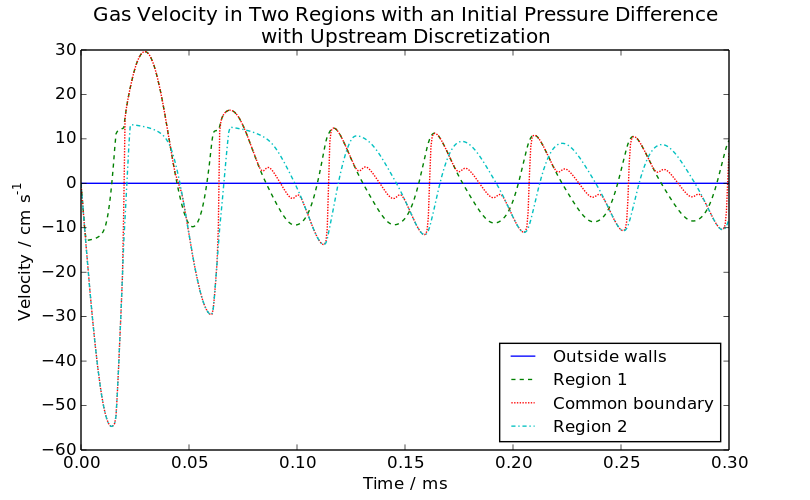 Gas Velocity in Two Regions with an Initial Pressure Difference
with Upstream Discretization
30
20
10
0
−10
−20
−30
−40
−50
−60
Velocity / cm s⁻¹
0.00 0.05 0.10 0.15 0.20 0.25 0.30
Time / ms
Outside walls
Region 1
Common boundary
Region 2